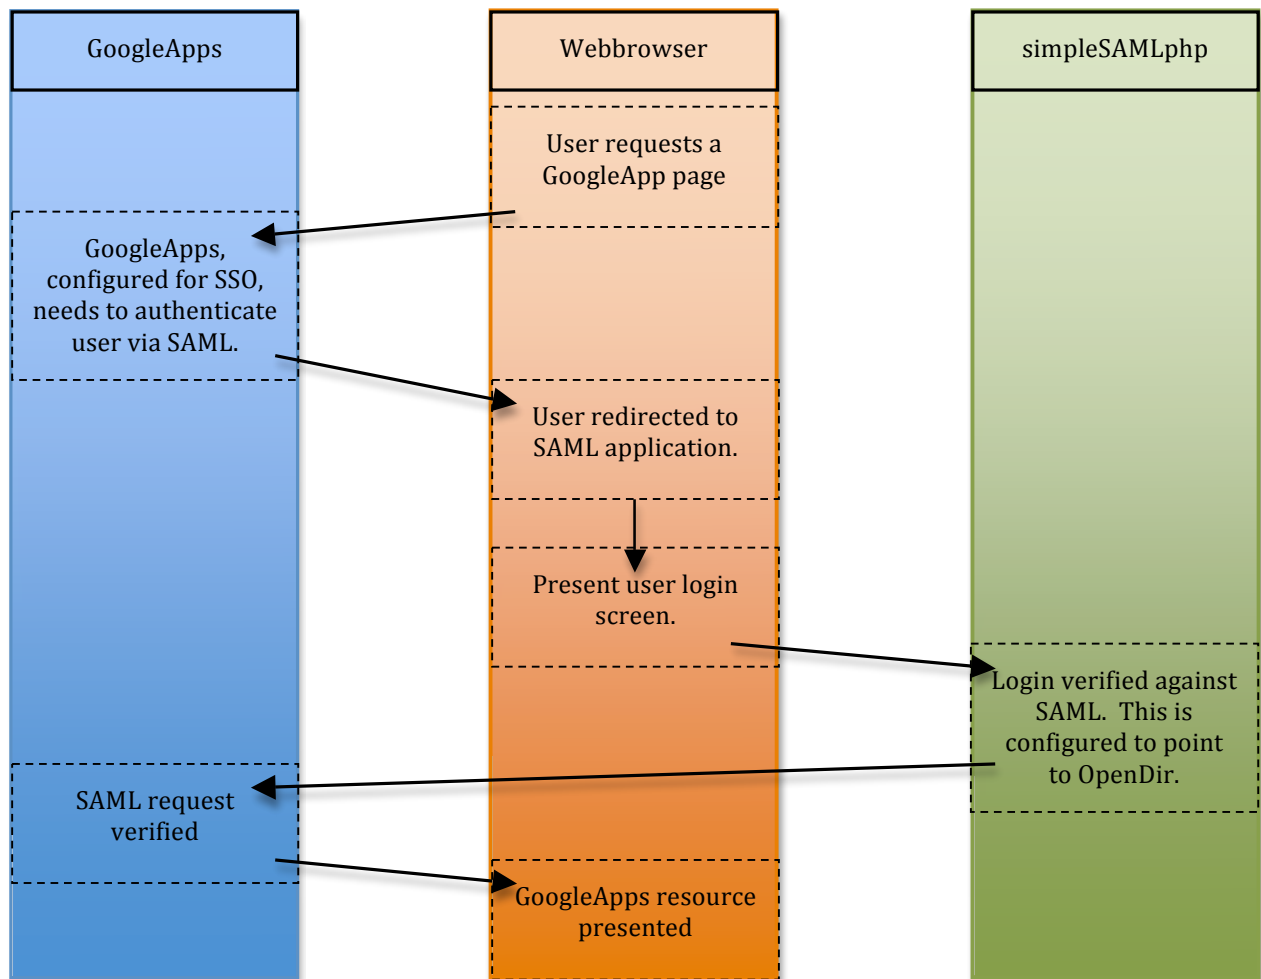 GoogleApps
Webbrowser
simpleSAMLphp
User requests a
GoogleApp page
GoogleApps,
configured for SSO,
needs to authenticate
user via SAML.
User redirected to
SAML application.
Present user login
screen.
Login verified against
SAML.  This is
configured to point
to OpenDir.
SAML request
verified
GoogleApps resource
presented